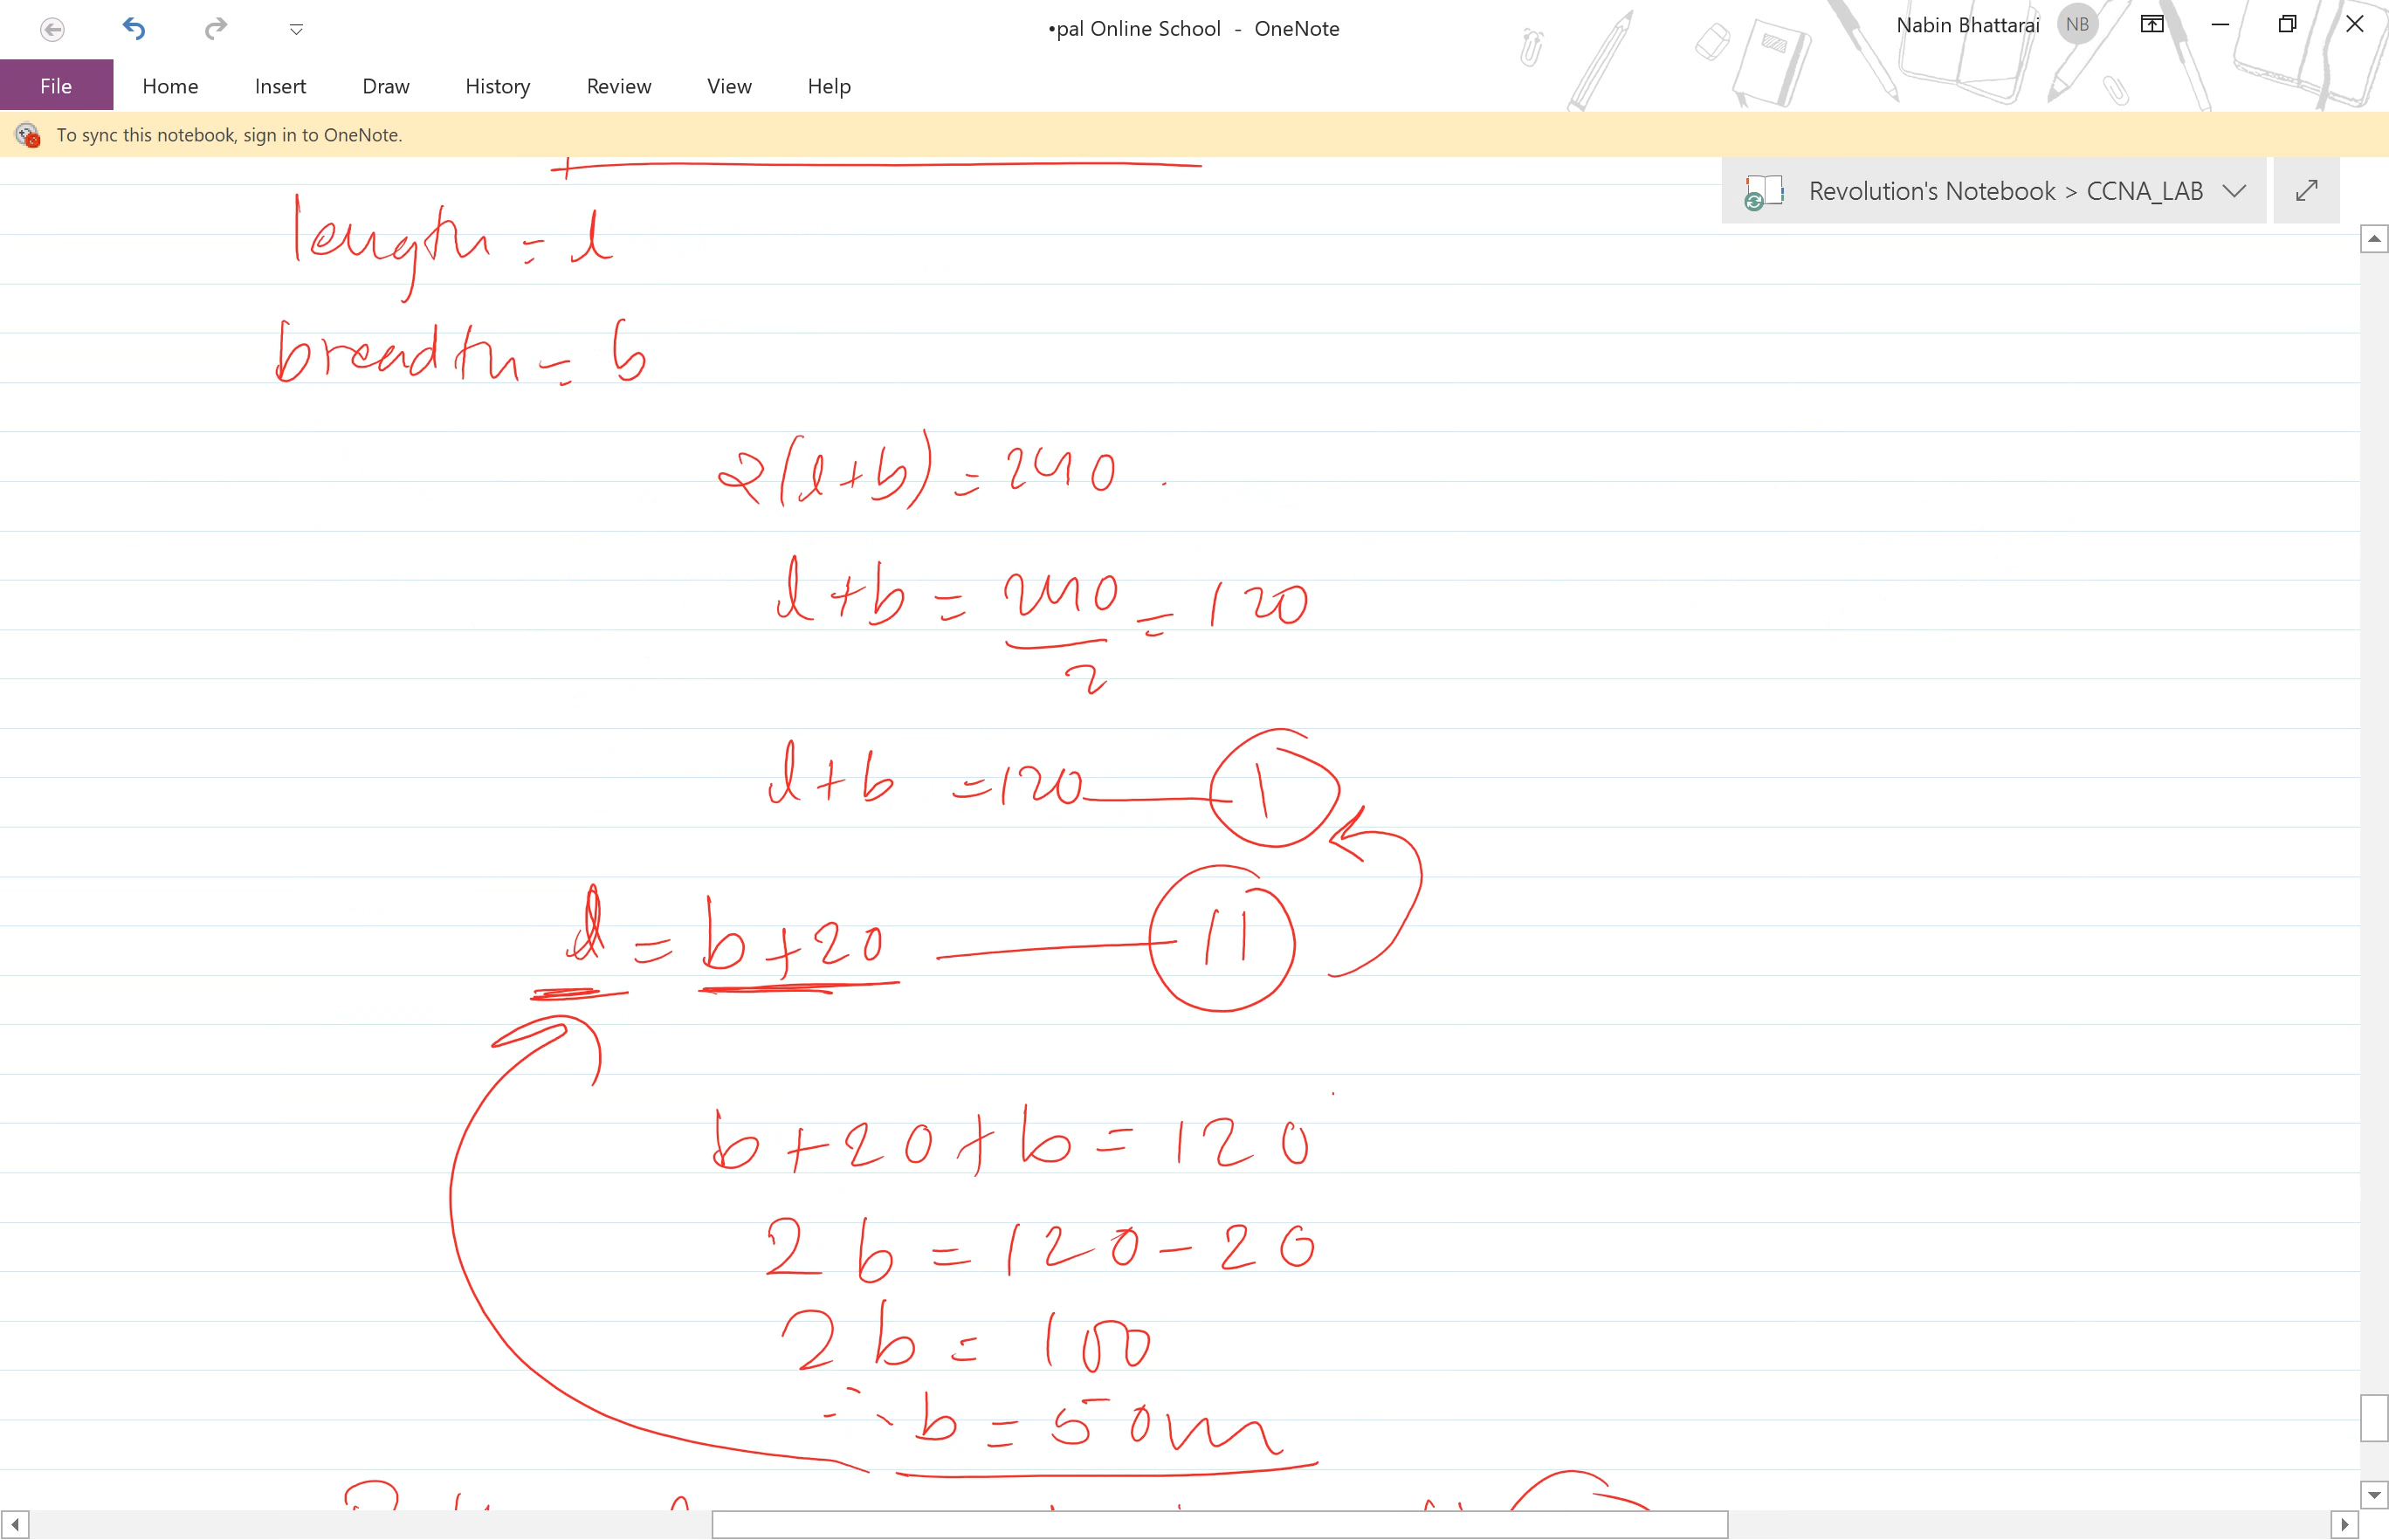 •pal Online School - OneNote
Nabin Bhattarai NB
File Home Insert Draw History Review View Help
To sync this notebook, sign in to OneNote.
Revolution's Notebook > CCNA_LAB
length = l
breadth = b
2(l+b) = 240
l+b = 240/2 = 120
l+b = 120 — I
l = b+20 — II
b+20+b = 120
2b = 120-20
2b = 100
∴ b = 50m